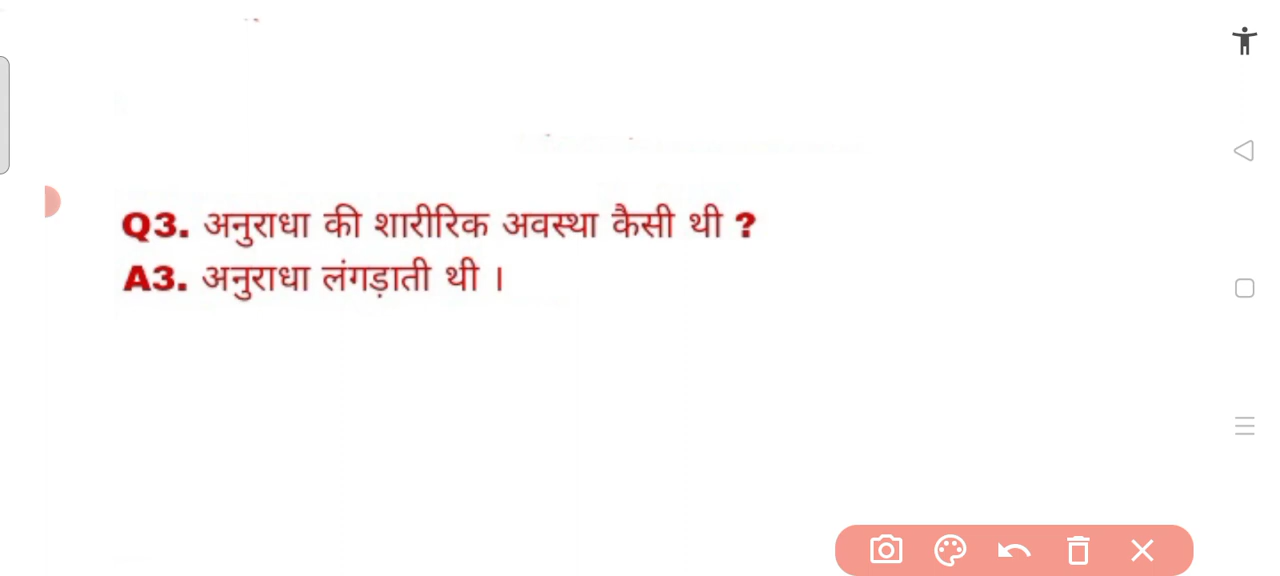 Q3. अनुराधा की शारीरिक अवस्था कैसी थी ?
A3. अनुराधा लंगड़ाती थी ।